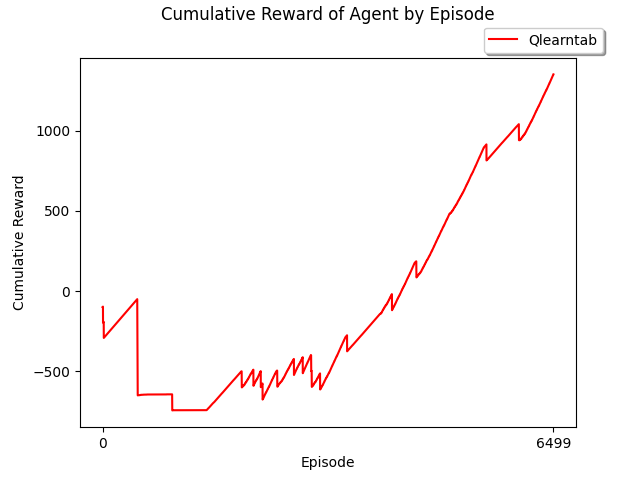 Cumulative Reward of Agent by Episode
Qlearntab
1000
500
0
−500
Cumulative Reward
0
6499
Episode